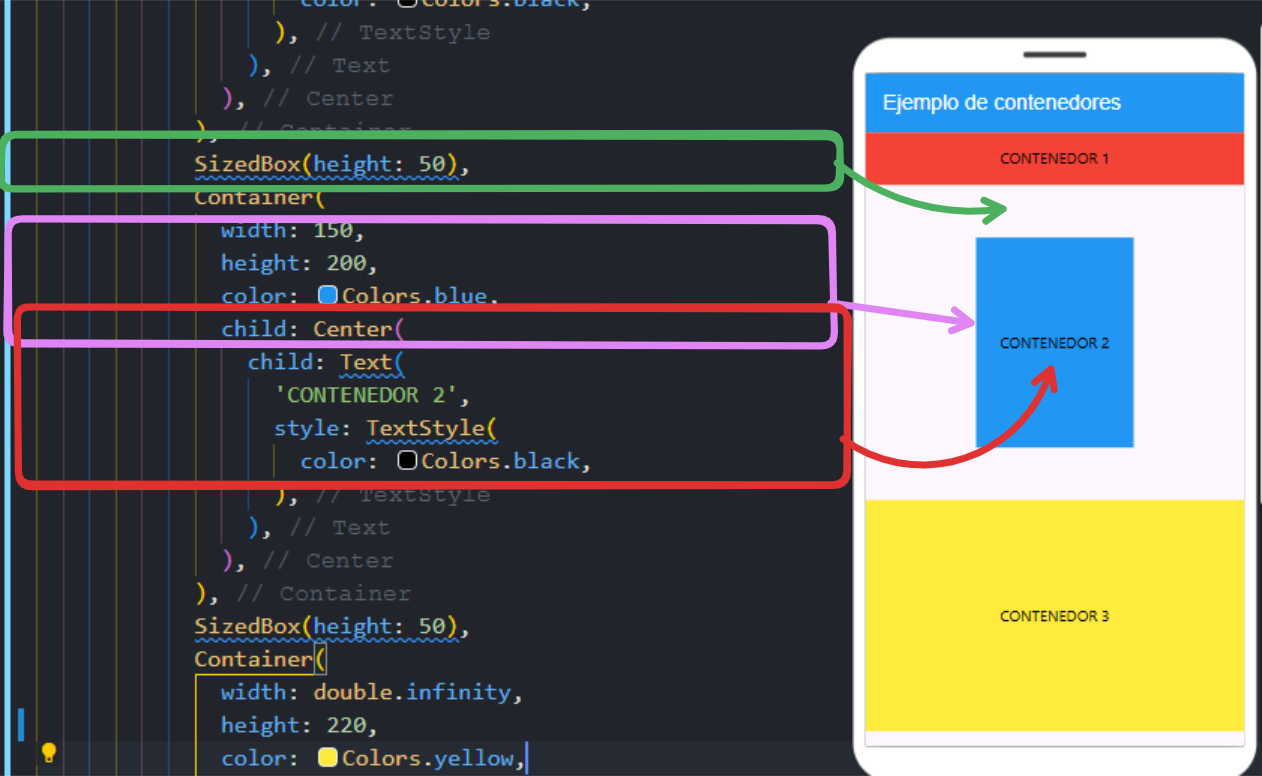 color: Colors.black,
), // TextStyle
), // Text
), // Center
), // Container
SizedBox(height: 50),
Container(
width: 150,
height: 200,
color: Colors.blue,
child: Center(
child: Text(
'CONTENEDOR 2',
style: TextStyle(
color: Colors.black,
), // TextStyle
), // Text
), // Center
), // Container
SizedBox(height: 50),
Container(
width: double.infinity,
height: 220,
color: Colors.yellow,
Ejemplo de contenedores
CONTENEDOR 1
CONTENEDOR 2
CONTENEDOR 3